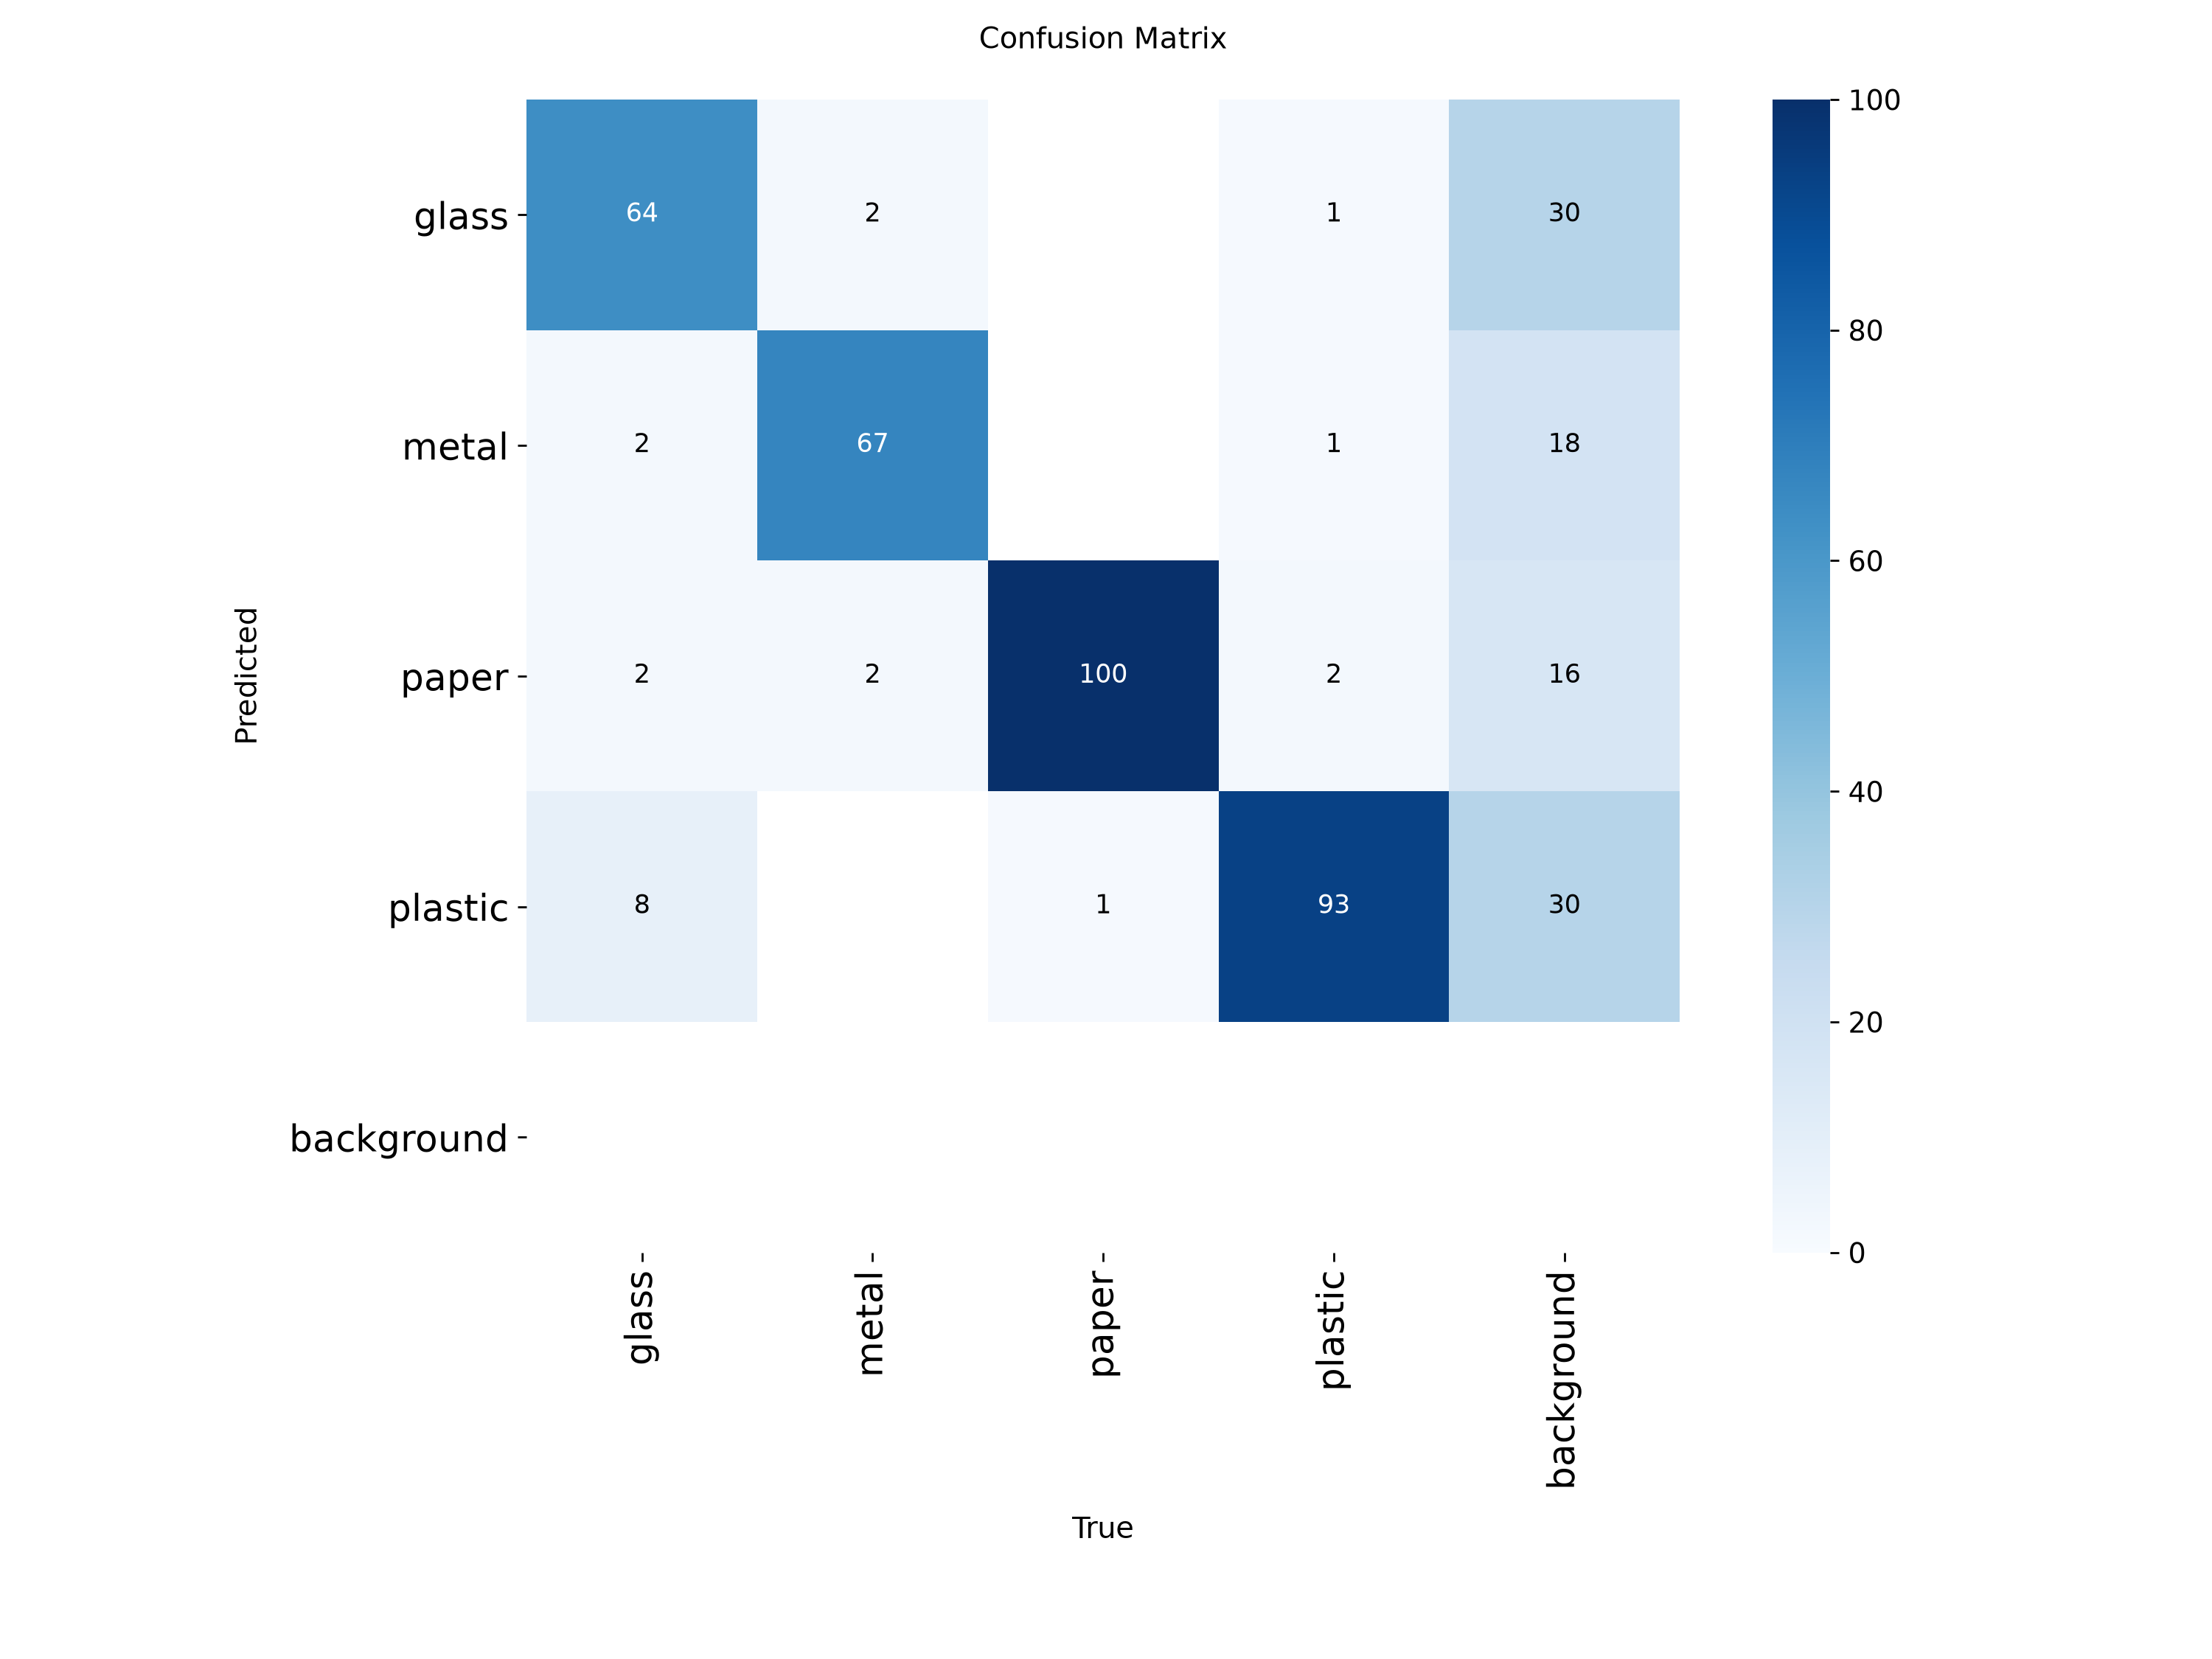 Confusion Matrix
100
glass 64 2 1 30
80
metal 2 67 1 18
60
Predicted
paper 2 2 100 2 16
40
plastic 8 1 93 30
20
background
0
glass metal paper plastic background
True